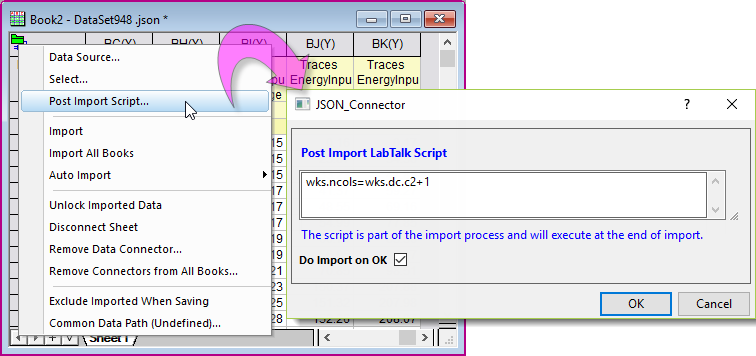 Book2 - DataSet948 .json *
BG(Y) BH(Y) BI(Y) BJ(Y) BK(Y)
Traces Traces
EnergyInpu EnergyInpu
Data Source...
Select...
Post Import Script...
Import
Import All Books
Auto Import
Unlock Imported Data
Disconnect Sheet
Remove Data Connector...
Remove Connectors from All Books...
Exclude Imported When Saving
Common Data Path (Undefined)...
Sheet1
JSON_Connector
?
Post Import LabTalk Script
wks.ncols=wks.dc.c2+1
The script is part of the import process and will execute at the end of import.
Do Import on OK
OK Cancel